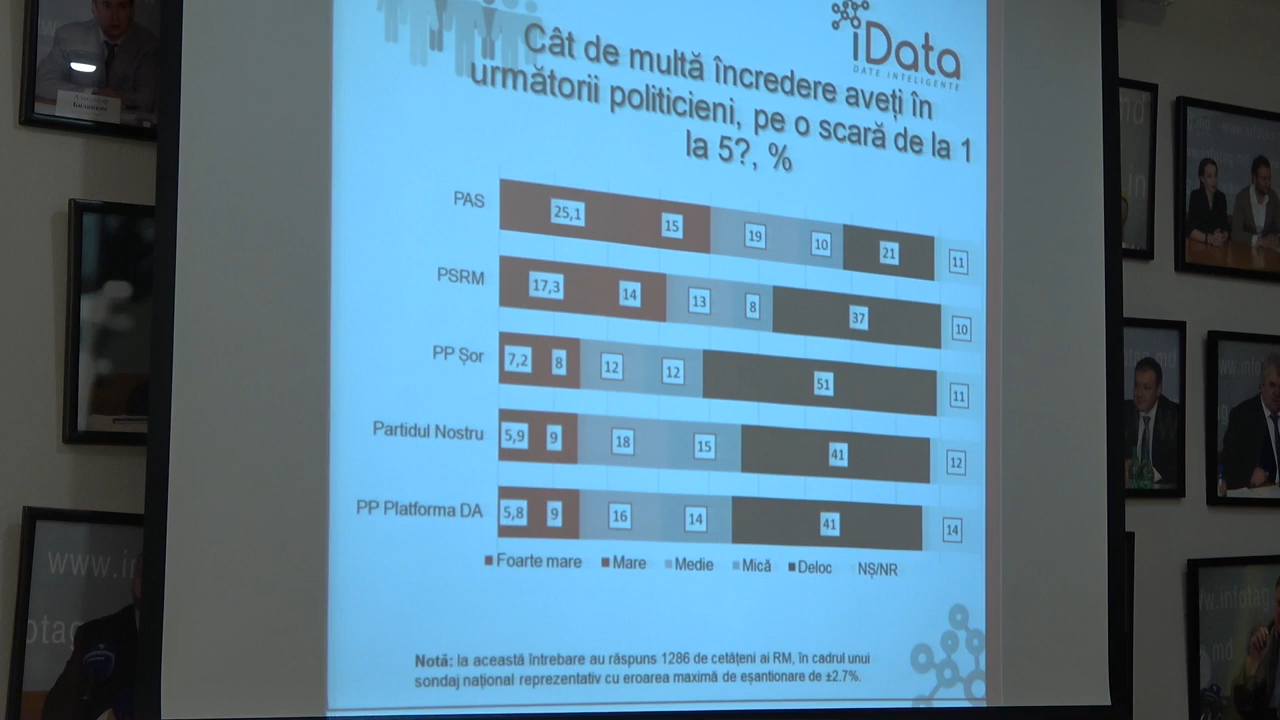 iData
DATE INTELIGENTE
Cât de multă încredere aveți în
următorii politicieni, pe o scară de la 1
la 5?, %
PAS 25,1 15 19 10 21 11
PSRM 17,3 14 13 8 37 10
PP Șor 7,2 8 12 12 51 11
Partidul Nostru 5,9 9 18 15 41 12
PP Platforma DA 5,8 9 16 14 41 14
Foarte mare Mare Medie Mică Deloc NȘ/NR
Notă: la această întrebare au răspuns 1286 de cetățeni ai RM, în cadrul unui
sondaj național reprezentativ cu eroarea maximă de eșantionare de ±2.7%.